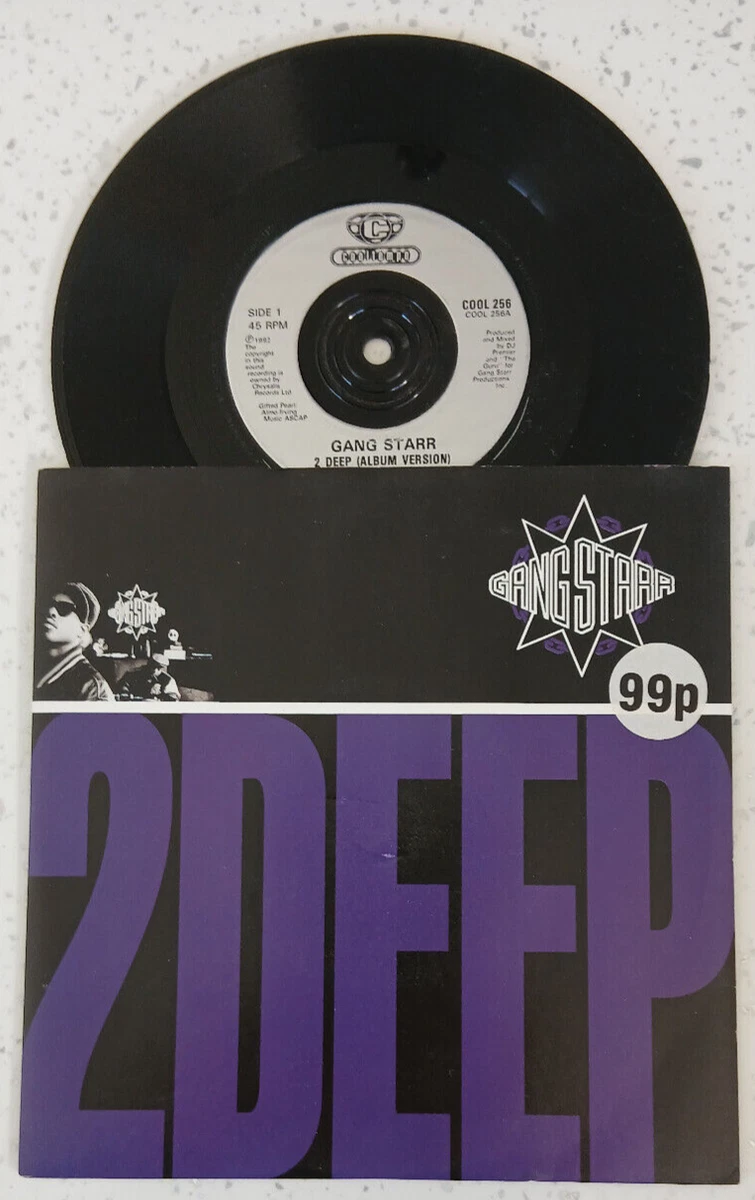 C
COOLTEMPO
SIDE 1
45 RPM
℗ 1992
The
copyright
in this
sound
recording is
owned by
Chrysalis
Records Ltd
Gifted Pearl/
Almo-Irving
Music ASCAP
COOL 256
COOL 256A
Produced
and Mixed
by DJ
Premier
and "The
Guru" for
Gang Starr
Productions
Inc.
GANG STARR
2 DEEP (ALBUM VERSION)
GANGSTARR
GANGSTARR
99p
2DEEP